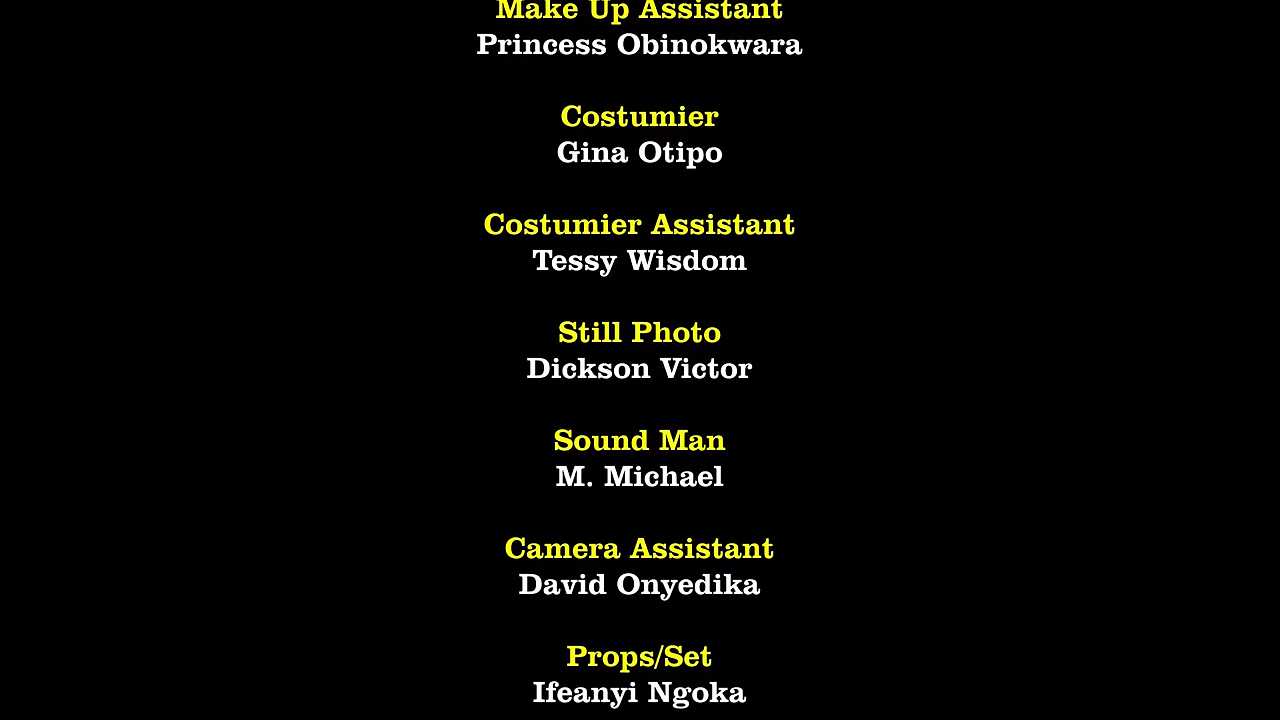 Make Up Assistant
Princess Obinokwara
Costumier
Gina Otipo
Costumier Assistant
Tessy Wisdom
Still Photo
Dickson Victor
Sound Man
M. Michael
Camera Assistant
David Onyedika
Props/Set
Ifeanyi Ngoka